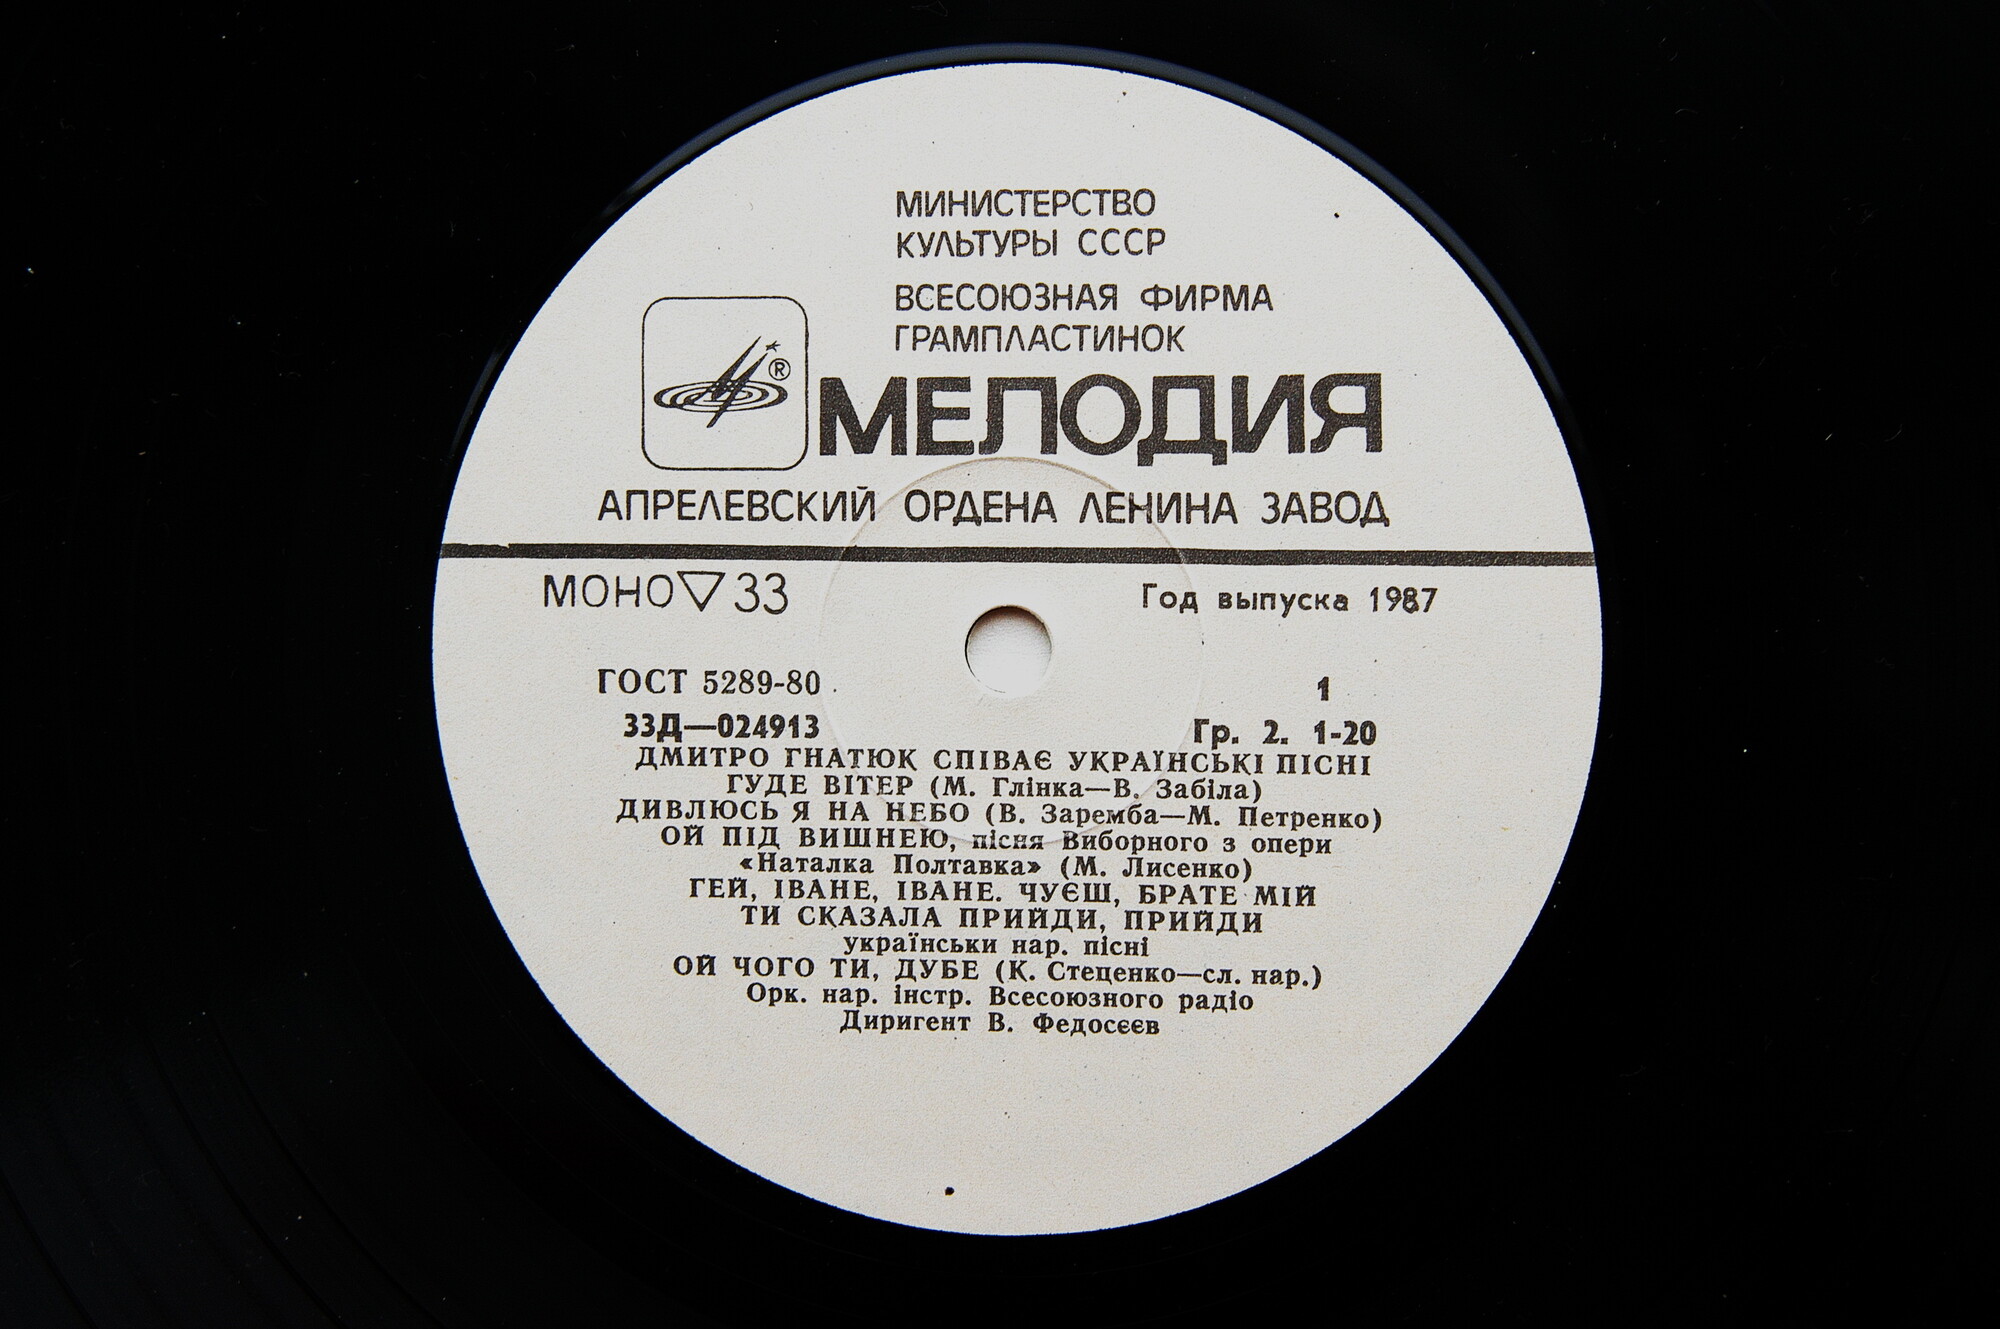 МИНИСТЕРСТВО
КУЛЬТУРЫ СССР
ВСЕСОЮЗНАЯ ФИРМА
ГРАМПЛАСТИНОК
®
МЕЛОДИЯ
АПРЕЛЕВСКИЙ ОРДЕНА ЛЕНИНА ЗАВОД
МОНО▽33 Год выпуска 1987
ГОСТ 5289-80 1
33Д—024913 Гр. 2. 1-20
ДМИТРО ГНАТЮК СПІВАЄ УКРАЇНСЬКІ ПІСНІ
ГУДЕ ВІТЕР (М. Глінка—В. Забіла)
ДИВЛЮСЬ Я НА НЕБО (В. Заремба—М. Петренко)
ОЙ ПІД ВИШНЕЮ, пісня Виборного з опери
«Наталка Полтавка» (М. Лисенко)
ГЕЙ, ІВАНЕ, ІВАНЕ. ЧУЄШ, БРАТЕ МІЙ
ТИ СКАЗАЛА ПРИЙДИ, ПРИЙДИ
українськи нар. пісні
ОЙ ЧОГО ТИ, ДУБЕ (К. Стеценко—сл. нар.)
Орк. нар. інстр. Всесоюзного радіо
Диригент В. Федосєєв